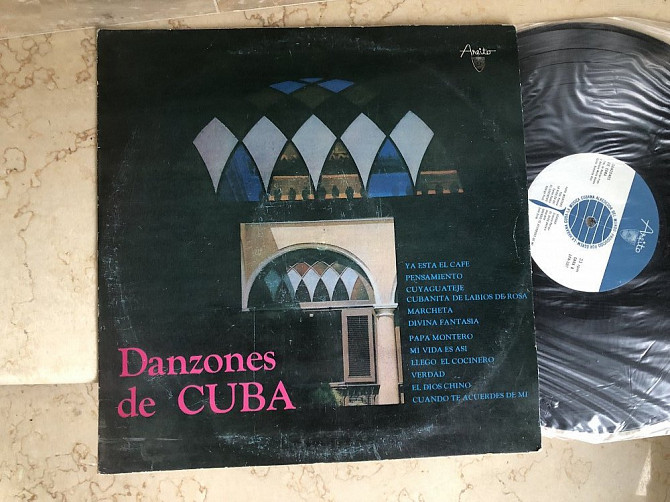 Areito
YA ESTA EL CAFE
PENSAMIENTO
CUYAGUATEJE
CUBANITA DE LABIOS DE ROSA
MARCHETA
DIVINA FANTASIA
PAPA MONTERO
MI VIDA ES ASI
LLEGO EL COCINERO
VERDAD
EL DIOS CHINO
CUANDO TE ACUERDES DE MI
Danzones
de CUBA
Areito